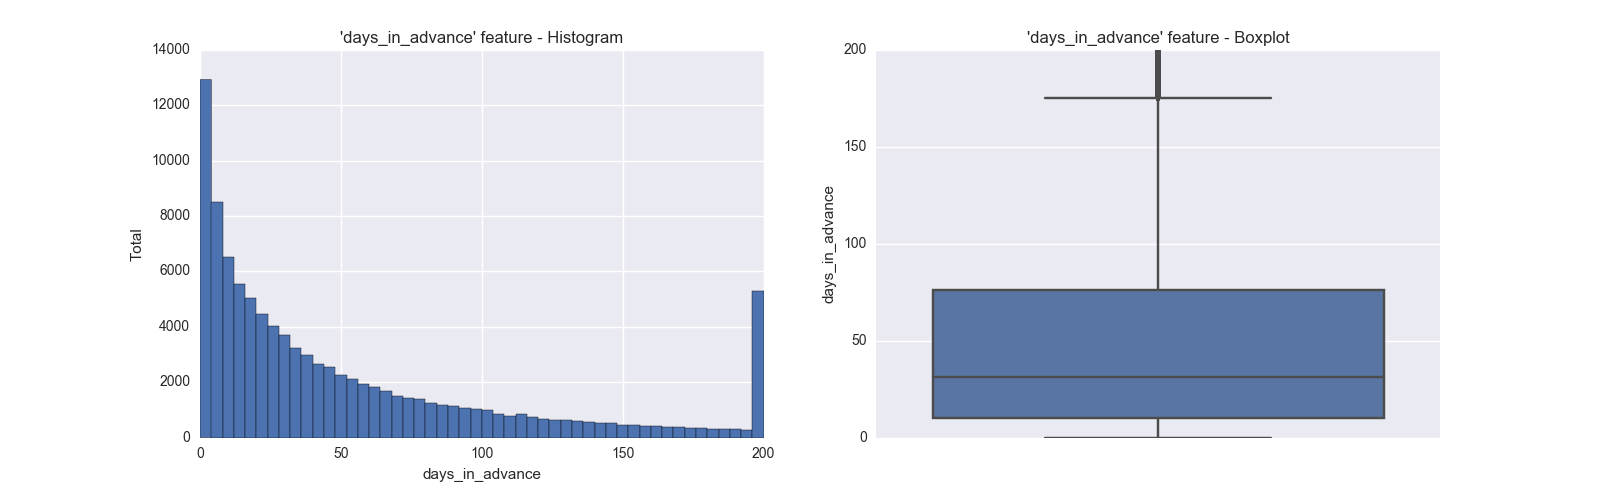 'days_in_advance' feature - Histogram
14000
12000
10000
8000
6000
4000
2000
0
Total
0 50 100 150 200
days_in_advance
'days_in_advance' feature - Boxplot
200
150
100
50
0
days_in_advance